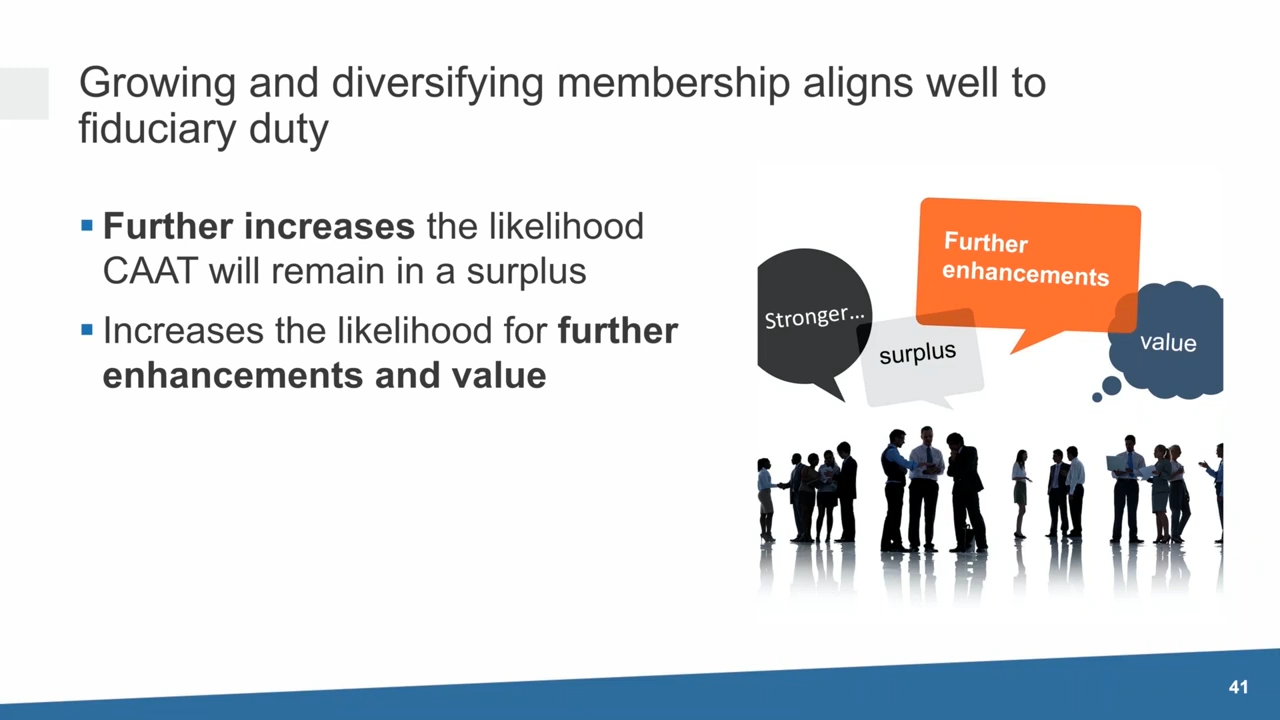 Growing and diversifying membership aligns well to
fiduciary duty
▪ Further increases the likelihood
CAAT will remain in a surplus
▪ Increases the likelihood for further
enhancements and value
Further
enhancements
Stronger…
surplus
value
41